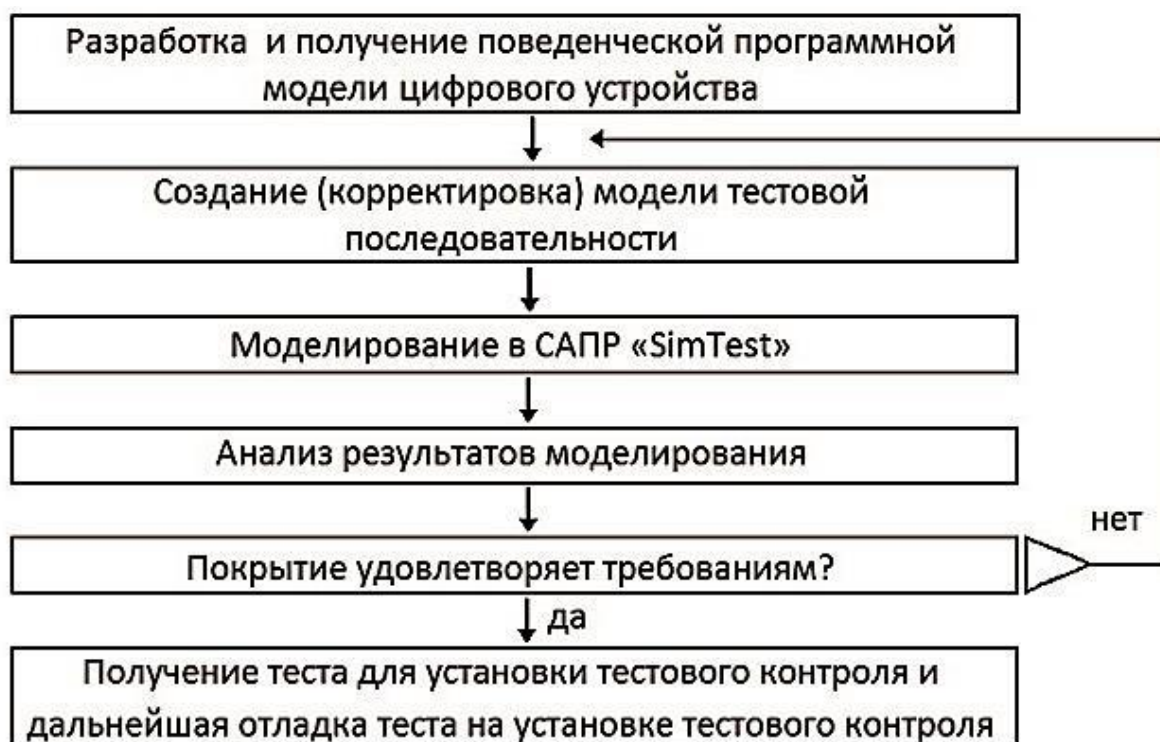 Разработка и получение поведенческой программной
модели цифрового устройства
Создание (корректировка) модели тестовой
последовательности
Моделирование в САПР «SimTest»
Анализ результатов моделирования
нет
Покрытие удовлетворяет требованиям?
да
Получение теста для установки тестового контроля и
дальнейшая отладка теста на установке тестового контроля